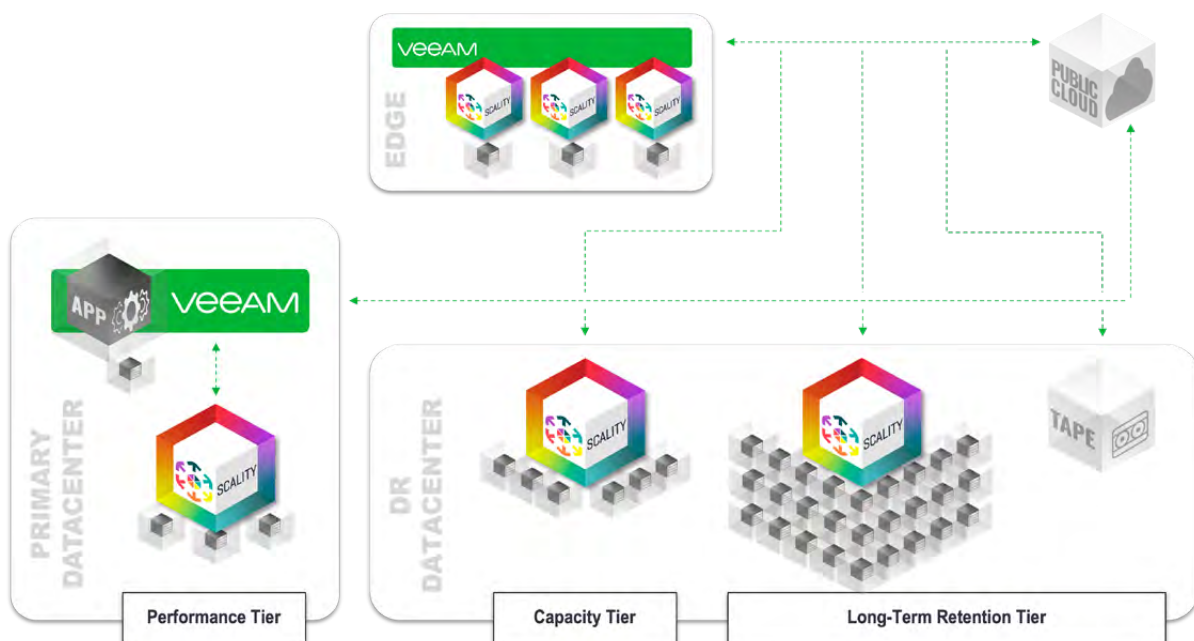 VEEAM
SCALITY
SCALITY
SCALITY
EDGE
PUBLIC
CLOUD
APP
VEEAM
SCALITY
PRIMARY
DATACENTER
Performance Tier
SCALITY
SCALITY
TAPE
DR
DATACENTER
Capacity Tier
Long-Term Retention Tier